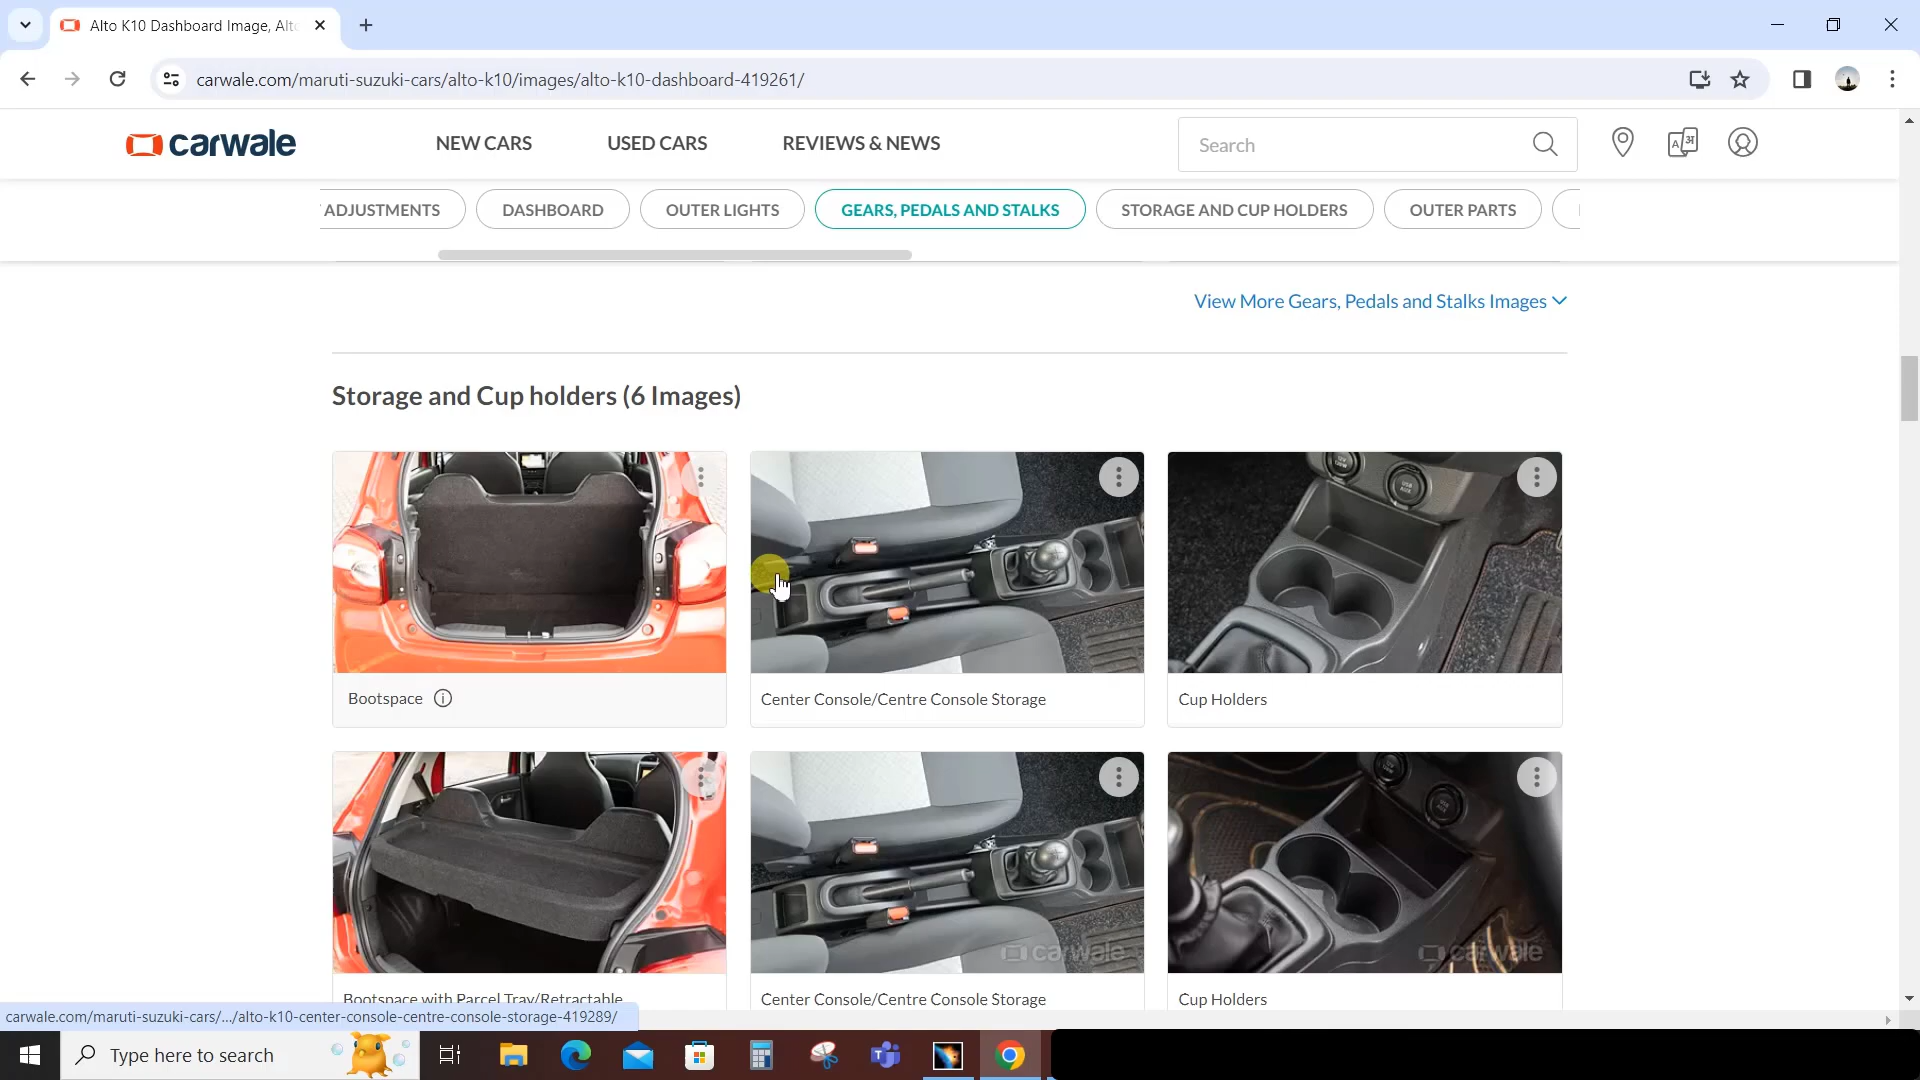 Alto K10 Dashboard Image, Alto
carwale.com/maruti-suzuki-cars/alto-k10/images/alto-k10-dashboard-419261/
carwale
NEW CARS
USED CARS
REVIEWS & NEWS
Search
ADJUSTMENTS
DASHBOARD
OUTER LIGHTS
GEARS, PEDALS AND STALKS
STORAGE AND CUP HOLDERS
OUTER PARTS
View More Gears, Pedals and Stalks Images
Storage and Cup holders (6 Images)
Bootspace
Center Console/Centre Console Storage
Cup Holders
carwale
carwale
Bootspace with Parcel Tray/Retractable
Center Console/Centre Console Storage
Cup Holders
carwale.com/maruti-suzuki-cars/.../alto-k10-center-console-centre-console-storage-419289/
Type here to search